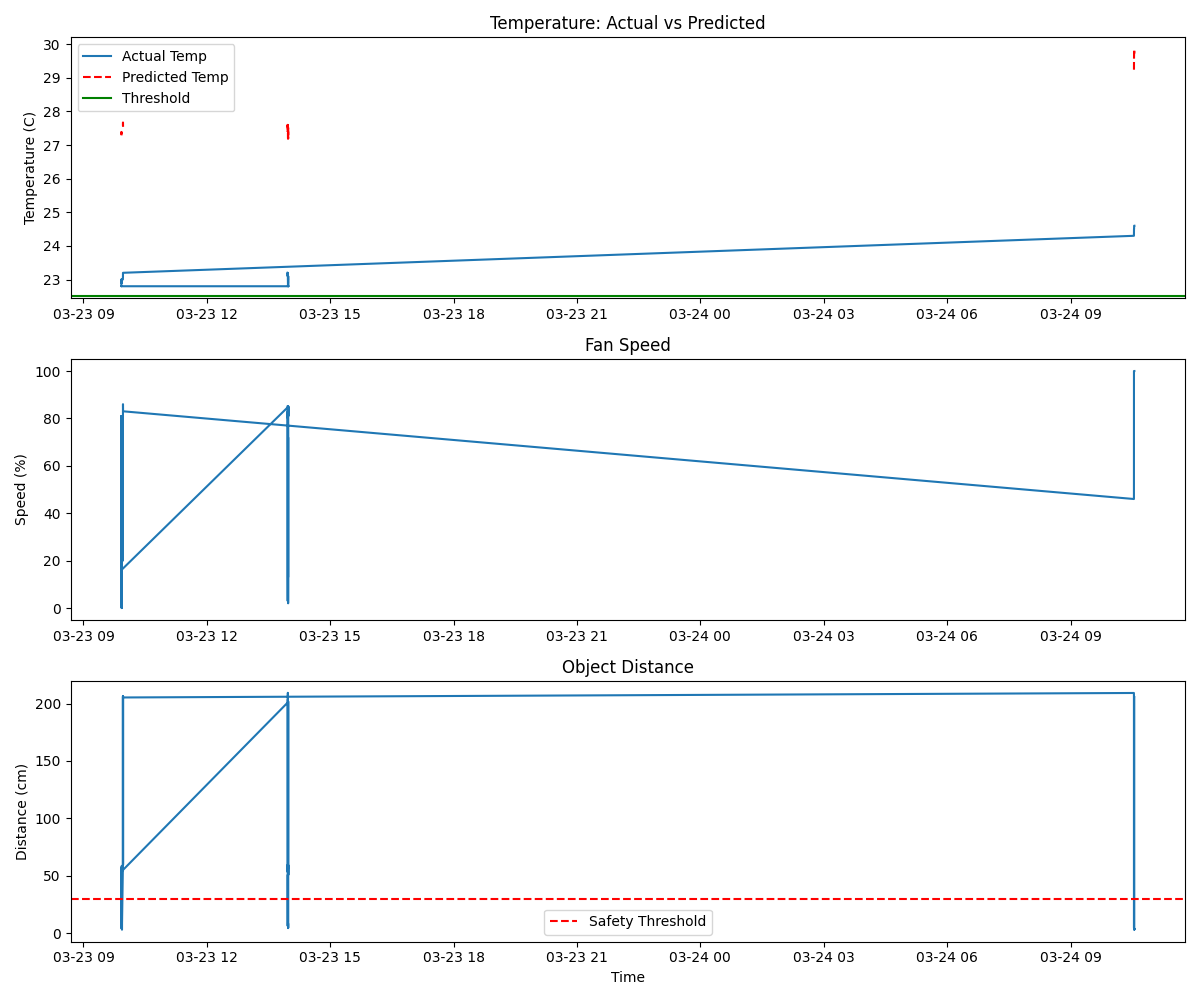 Temperature: Actual vs Predicted
Temperature (C)
30
29
28
27
26
25
24
23
Actual Temp
Predicted Temp
Threshold
03-23 09 03-23 12 03-23 15 03-23 18 03-23 21 03-24 00 03-24 03 03-24 06 03-24 09
Fan Speed
Speed (%)
100
80
60
40
20
0
03-23 09 03-23 12 03-23 15 03-23 18 03-23 21 03-24 00 03-24 03 03-24 06 03-24 09
Object Distance
Distance (cm)
200
150
100
50
0
Safety Threshold
03-23 09 03-23 12 03-23 15 03-23 18 03-23 21 03-24 00 03-24 03 03-24 06 03-24 09
Time